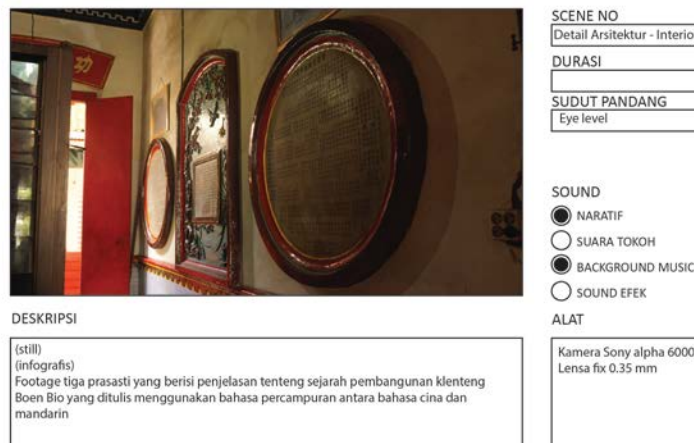 SCENE NO
Detail Arsitektur - Interio
DURASI
SUDUT PANDANG
Eye level
SOUND
NARATIF
SUARA TOKOH
BACKGROUND MUSIC
SOUND EFEK
DESKRIPSI
(still)
(infografis)
Footage tiga prasasti yang berisi penjelasan tenteng sejarah pembangunan klenteng
Boen Bio yang ditulis menggunakan bahasa percampuran antara bahasa cina dan
mandarin
ALAT
Kamera Sony alpha 6000
Lensa fix 0.35 mm